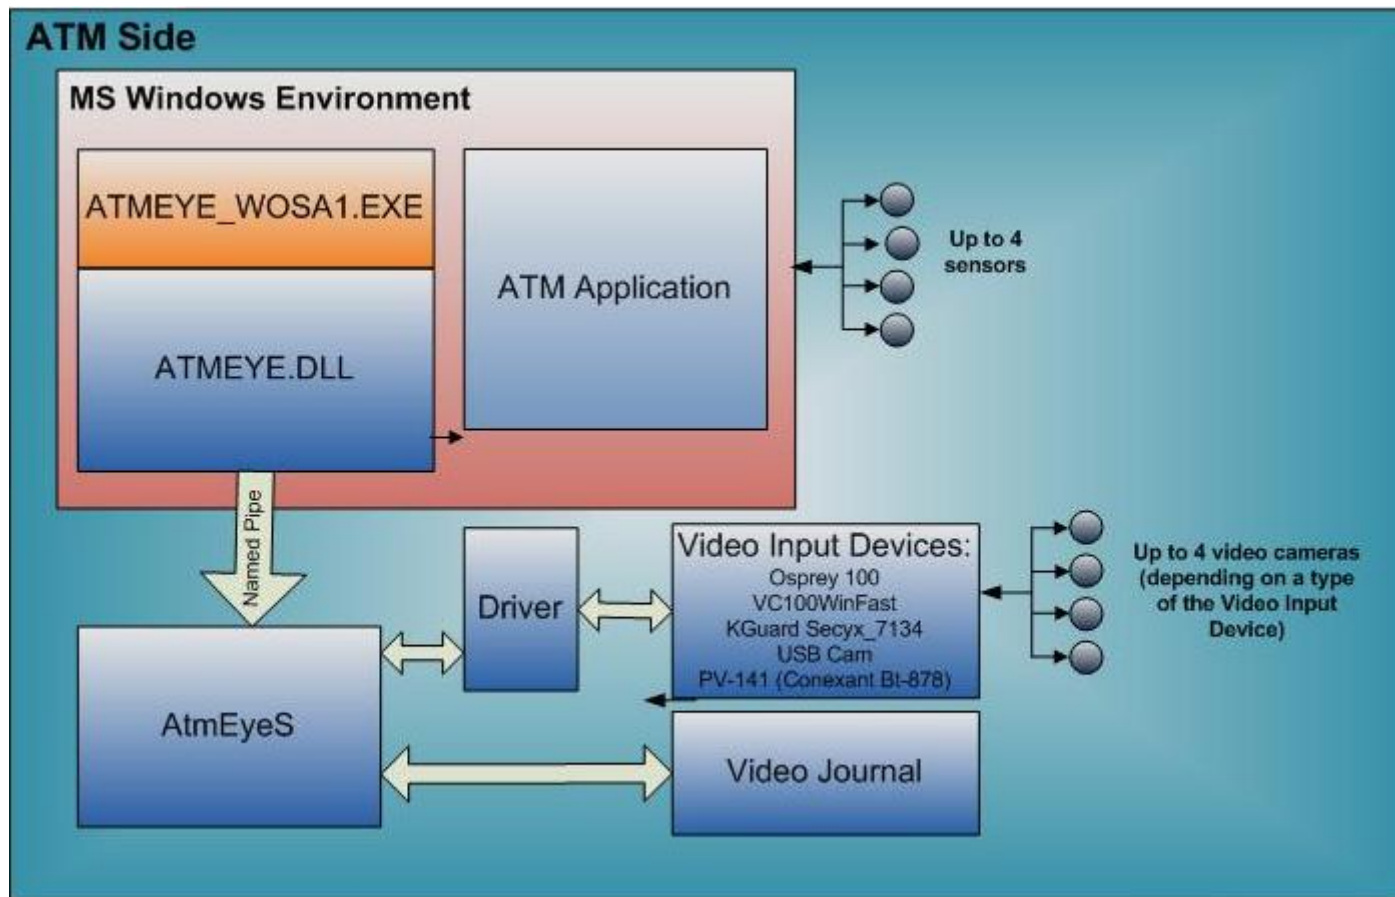 ATM Side
MS Windows Environment
ATMEYE_WOSA1.EXE
ATMEYE.DLL
ATM Application
Up to 4
sensors
Named Pipe
Driver
Video Input Devices:
Osprey 100
VC100WinFast
KGuard Secyx_7134
USB Cam
PV-141 (Conexant Bt-878)
Up to 4 video cameras
(depending on a type
of the Video Input
Device)
AtmEyeS
Video Journal